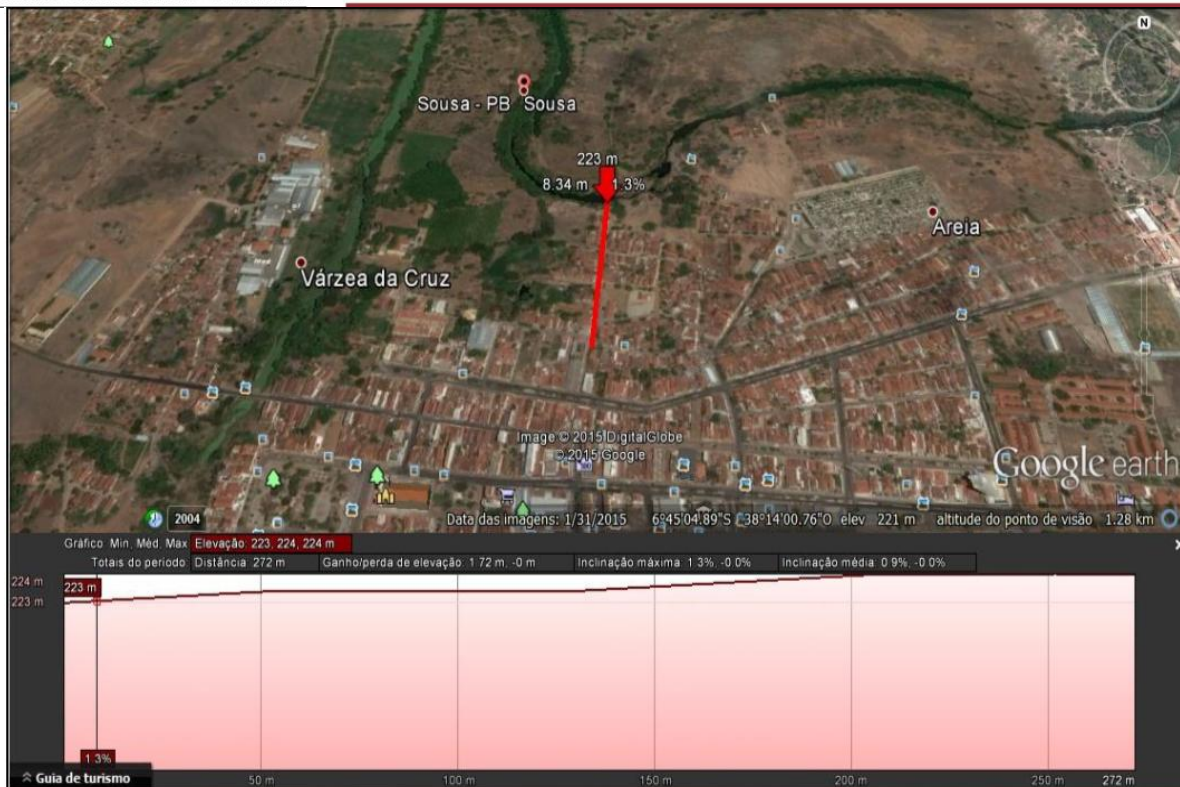 N
Sousa - PB Sousa
223 m
8.34 m 1.3%
Areia
Várzea da Cruz
Image © 2015 DigitalGlobe
© 2015 Google
Google earth
2004
Data das imagens: 1/31/2015 6°45'04.89"S 38°14'00.76"O elev 221 m altitude do ponto de visão 1.28 km
Gráfico Min, Méd, Max Elevação: 223, 224, 224 m
Totais do período: Distância: 272 m Ganho/perda de elevação: 1.72 m, -0 m Inclinação máxima: 1.3%, -0.0% Inclinação média: 0.9%, -0.0%
224 m
223 m
223 m
1.3%
Guia de turismo
50 m 100 m 150 m 200 m 250 m 272 m